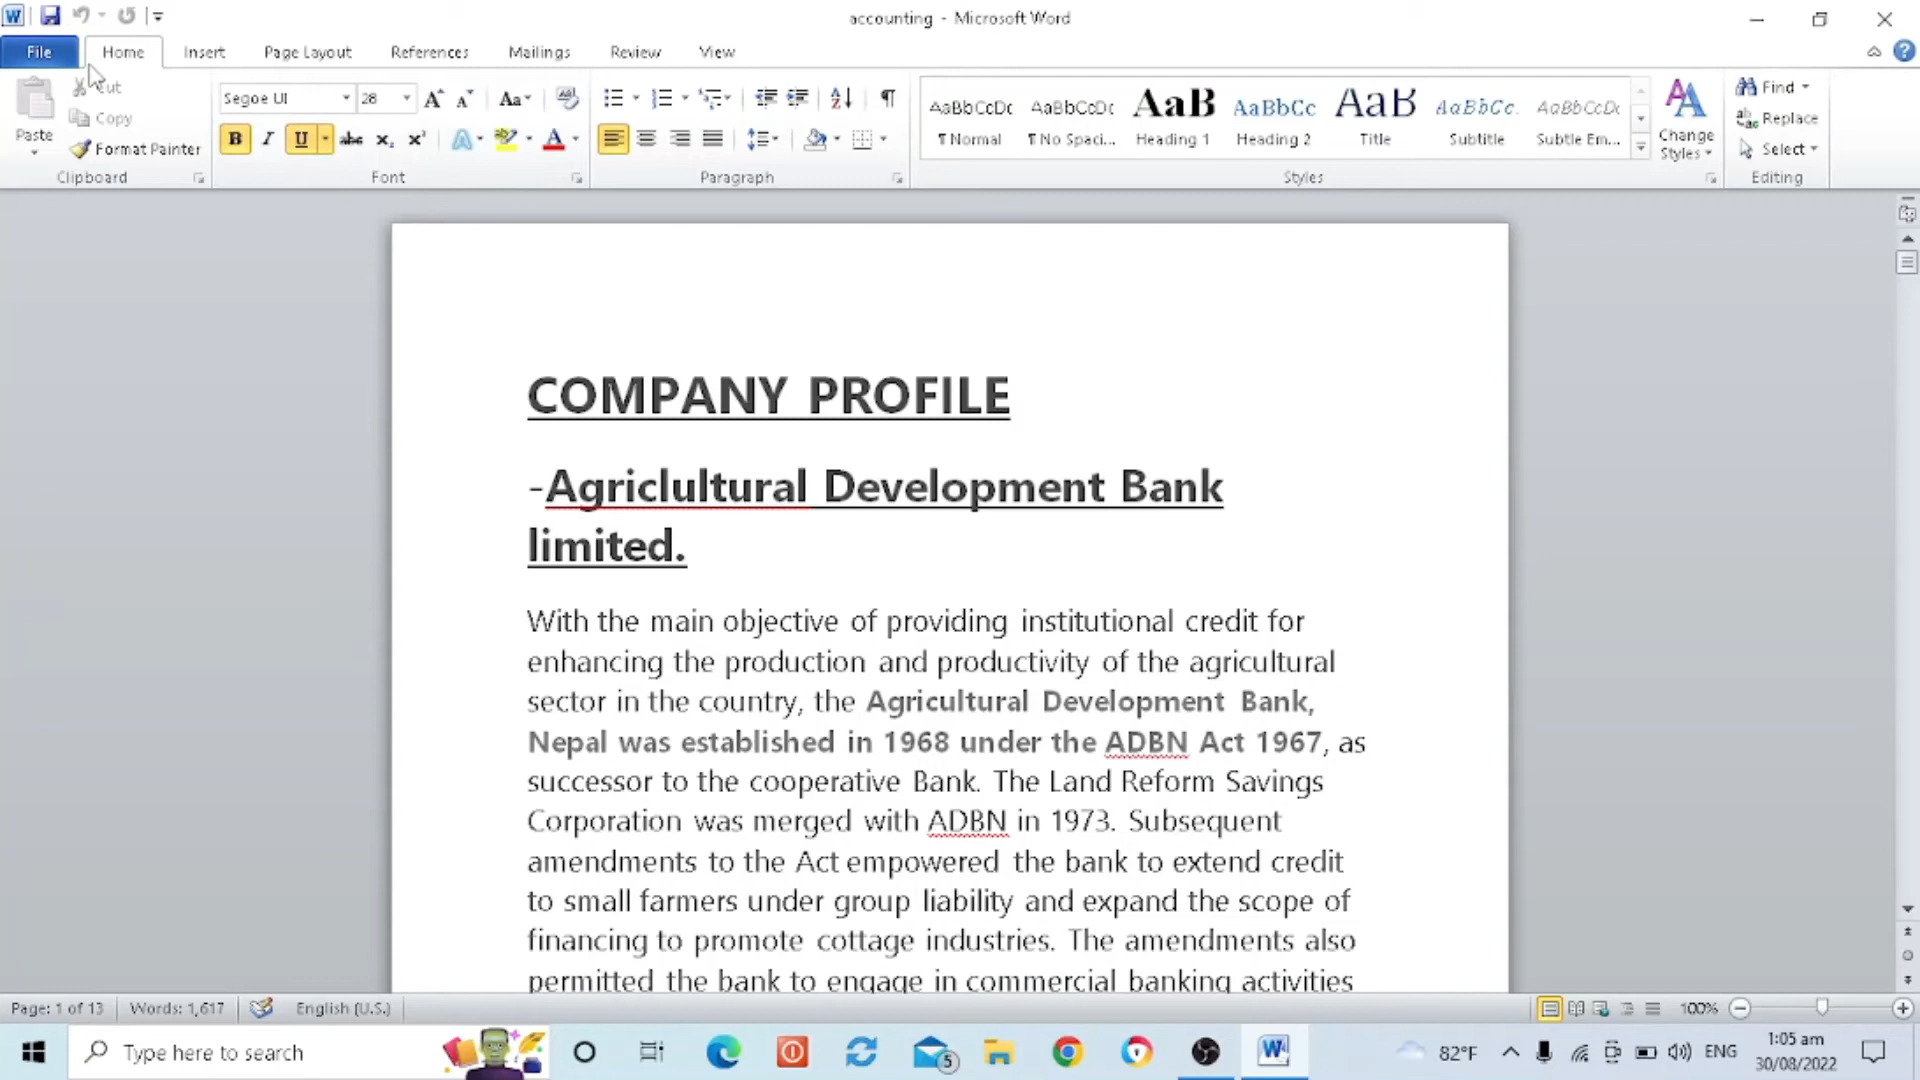 accounting - Microsoft Word
File Home Insert Page Layout References Mailings Review View
Cut
Copy
Paste
Format Painter
Clipboard
Segoe UI 28
Font
Paragraph
AaBbCcDc AaBbCcDc AaB AaBbCc AaB AaBbCc. AaBbCcDc
¶ Normal ¶ No Spaci... Heading 1 Heading 2 Title Subtitle Subtle Em...
Change
Styles
Styles
Find
Replace
Select
Editing
COMPANY PROFILE
-Agriclultural Development Bank
limited.
With the main objective of providing institutional credit for
enhancing the production and productivity of the agricultural
sector in the country, the Agricultural Development Bank,
Nepal was established in 1968 under the ADBN Act 1967, as
successor to the cooperative Bank. The Land Reform Savings
Corporation was merged with ADBN in 1973. Subsequent
amendments to the Act empowered the bank to extend credit
to small farmers under group liability and expand the scope of
financing to promote cottage industries. The amendments also
permitted the bank to engage in commercial banking activities
Page: 1 of 13 Words: 1,617 English (U.S.) 100%
Type here to search 5 82°F ENG 1:05 am
30/08/2022